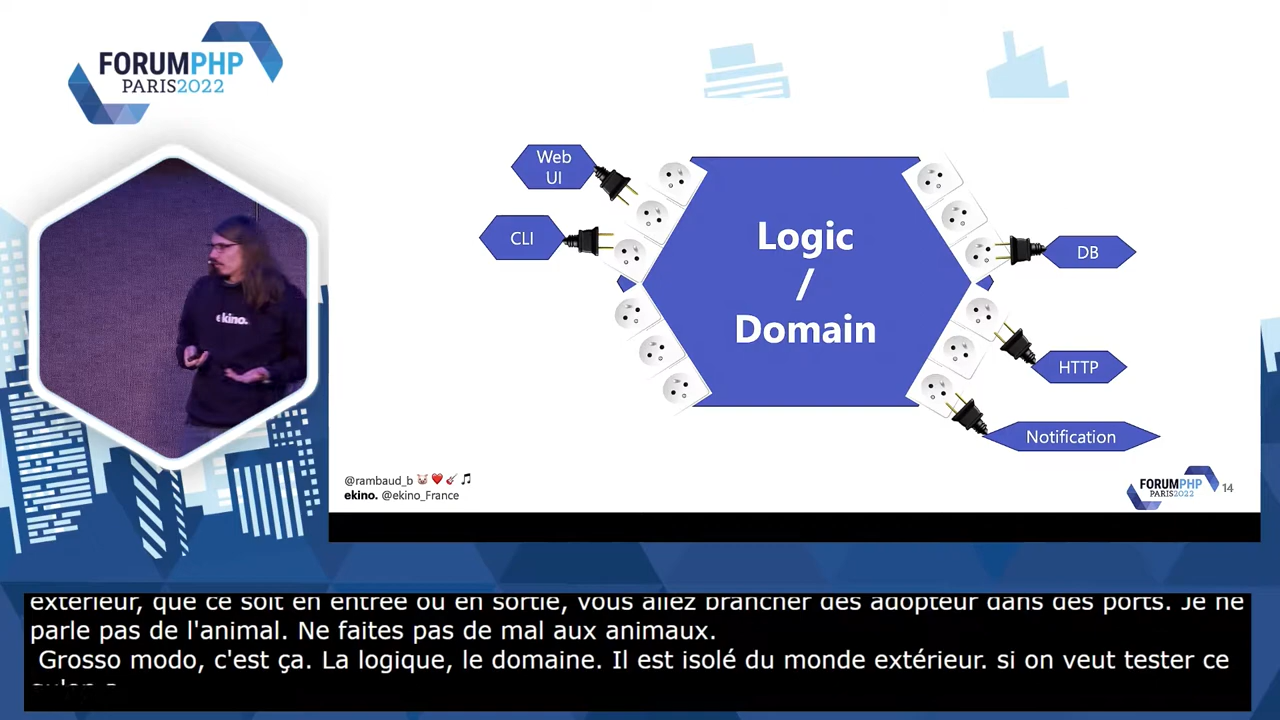 FORUMPHP
PARIS2022
Web
UI
CLI
Logic
/
Domain
DB
HTTP
Notification
ekino.
@rambaud_b
ekino. @ekino_France
FORUMPHP
PARIS2022
14
extérieur, que ce soit en entrée ou en sortie, vous allez brancher des adopteur dans des ports. Je ne
parle pas de l'animal. Ne faites pas de mal aux animaux.
Grosso modo, c'est ça. La logique, le domaine. Il est isolé du monde extérieur. si on veut tester ce